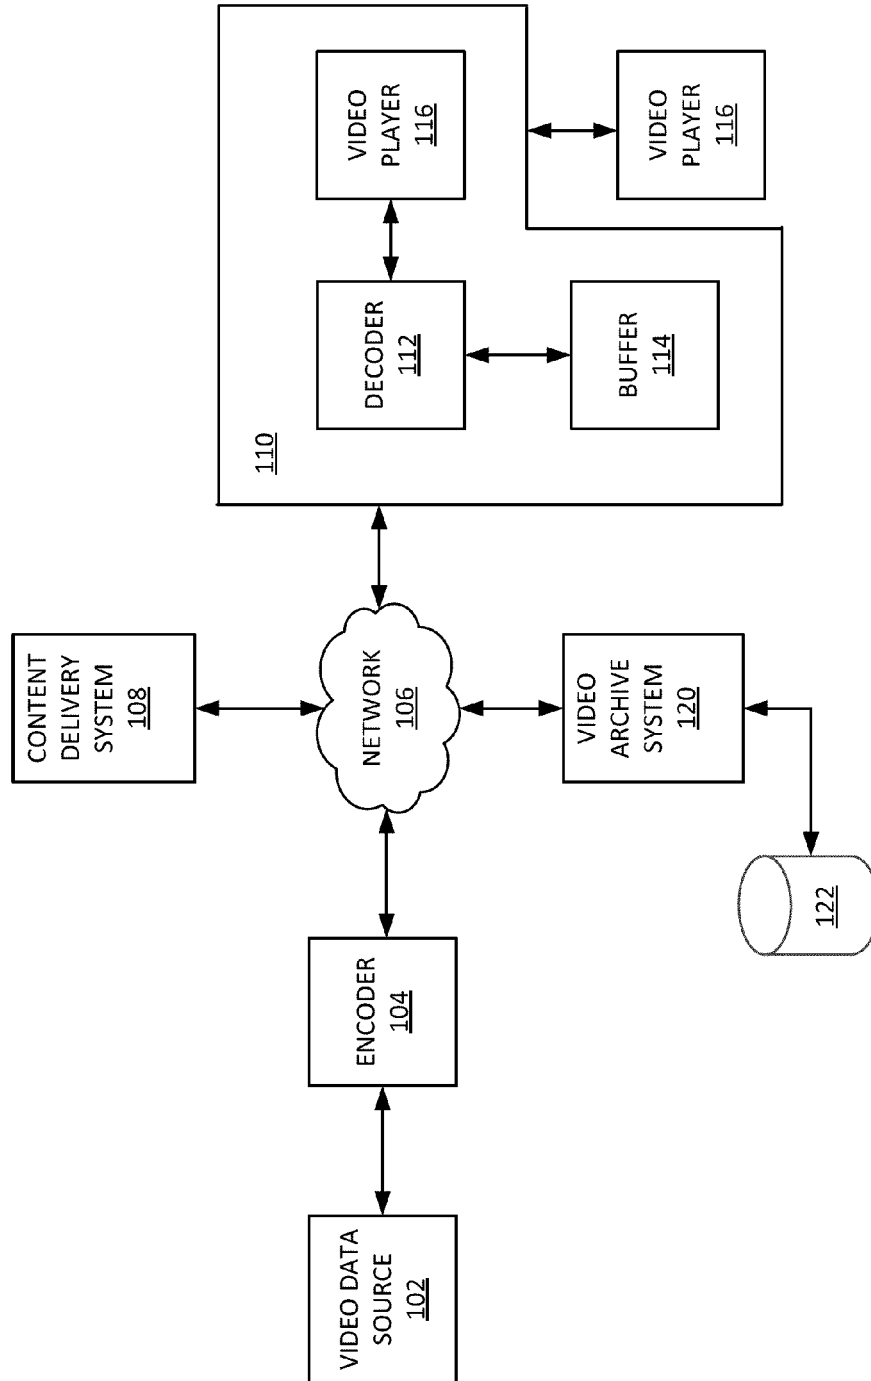 VIDEO DATA
SOURCE
102
ENCODER
104
CONTENT
DELIVERY
SYSTEM
108
NETWORK
106
VIDEO
ARCHIVE
SYSTEM
120
122
110
DECODER
112
BUFFER
114
VIDEO
PLAYER
116
VIDEO
PLAYER
116